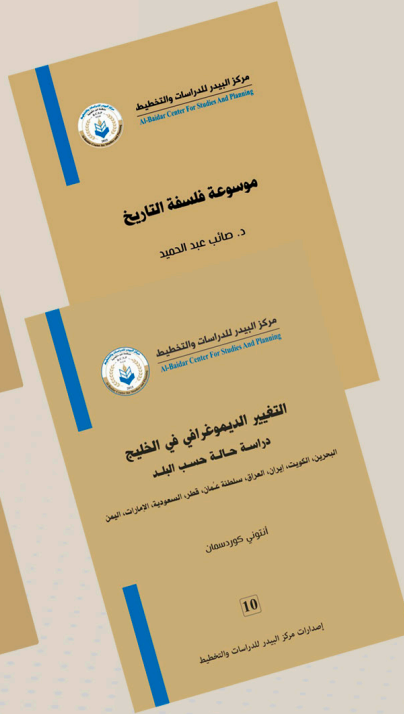 مركز البيدر للدراسات والتخطيط
Al-Baidar Center For Studies And Planning
موسوعة فلسفة التاريخ
د. صائب عبد الحميد
مركز البيدر للدراسات والتخطيط
Al-Baidar Center For Studies And Planning
التغيير الديموغرافي في الخليج
دراسة حالة حسب البلد
البحرين، الكويت، إيران، العراق، سلطنة عُمان، قطر، السعودية، الإمارات، اليمن
أنتوني كوردسمان
10
إصدارات مركز البيدر للدراسات والتخطيط